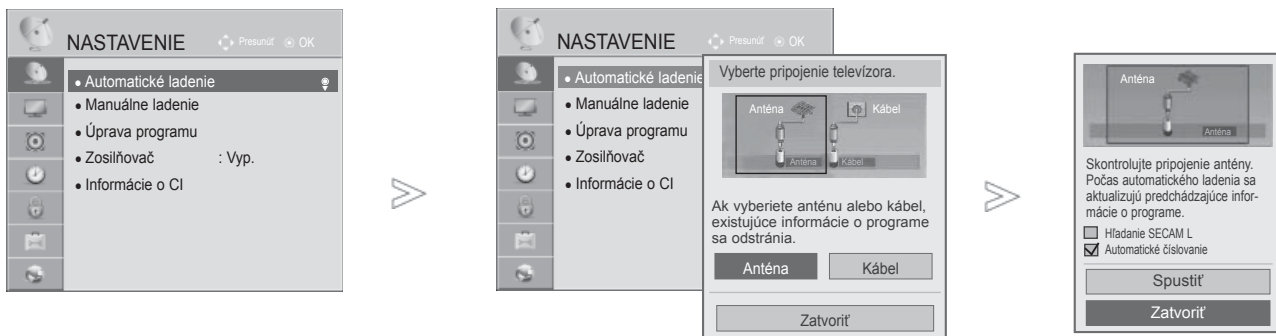 NASTAVENIE
Presunúť
OK
• Automatické ladenie
• Manuálne ladenie
• Úprava programu
• Zosilňovač : Vyp.
• Informácie o CI
NASTAVENIE
Presunúť
OK
• Automatické ladenie
• Manuálne ladenie
• Úprava programu
• Zosilňovač
• Informácie o CI
Vyberte pripojenie televízora.
Anténa
Kábel
Anténa
Kábel
Ak vyberiete anténu alebo kábel,
existujúce informácie o programe
sa odstránia.
Anténa
Kábel
Zatvoriť
Anténa
Anténa
Skontrolujte pripojenie antény.
Počas automatického ladenia sa
aktualizujú predchádzajúce infor-
mácie o programe.
Hľadanie SECAM L
Automatické číslovanie
Spustiť
Zatvoriť